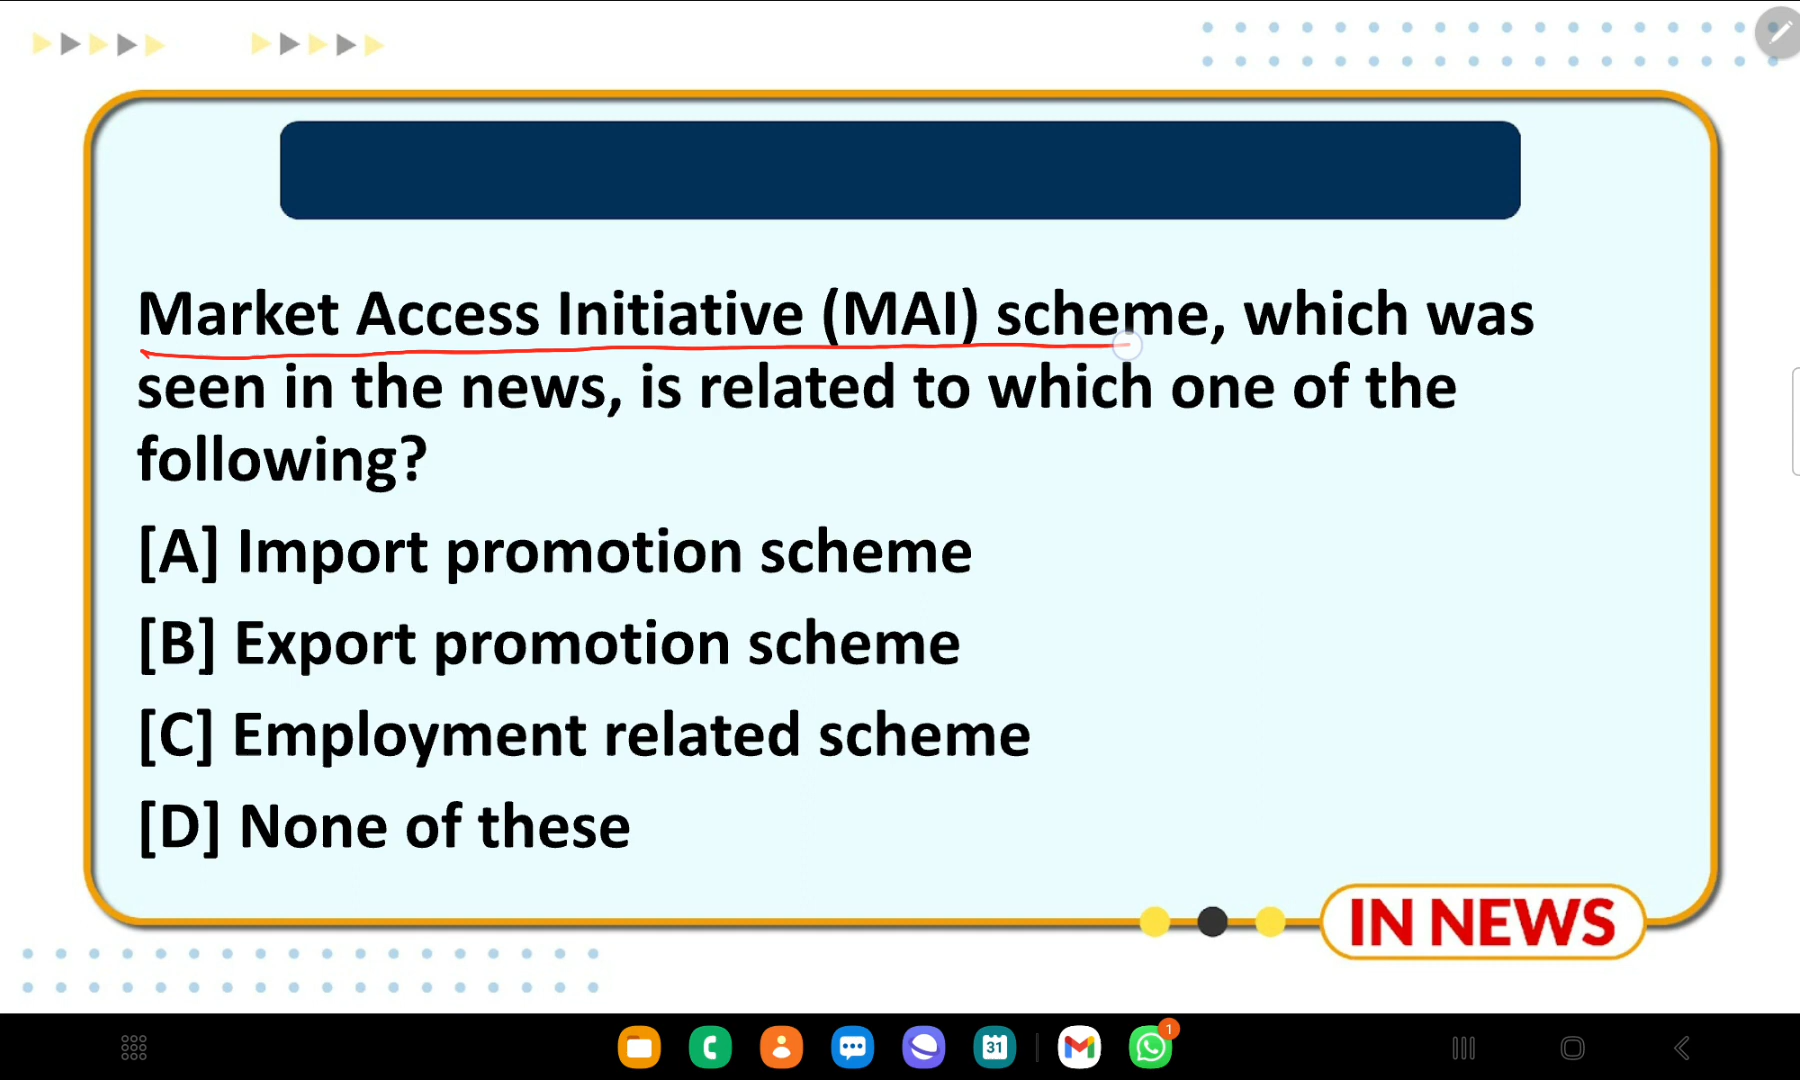 Market Access Initiative (MAI) scheme, which was
seen in the news, is related to which one of the
following?
[A] Import promotion scheme
[B] Export promotion scheme
[C] Employment related scheme
[D] None of these
IN NEWS
31
1